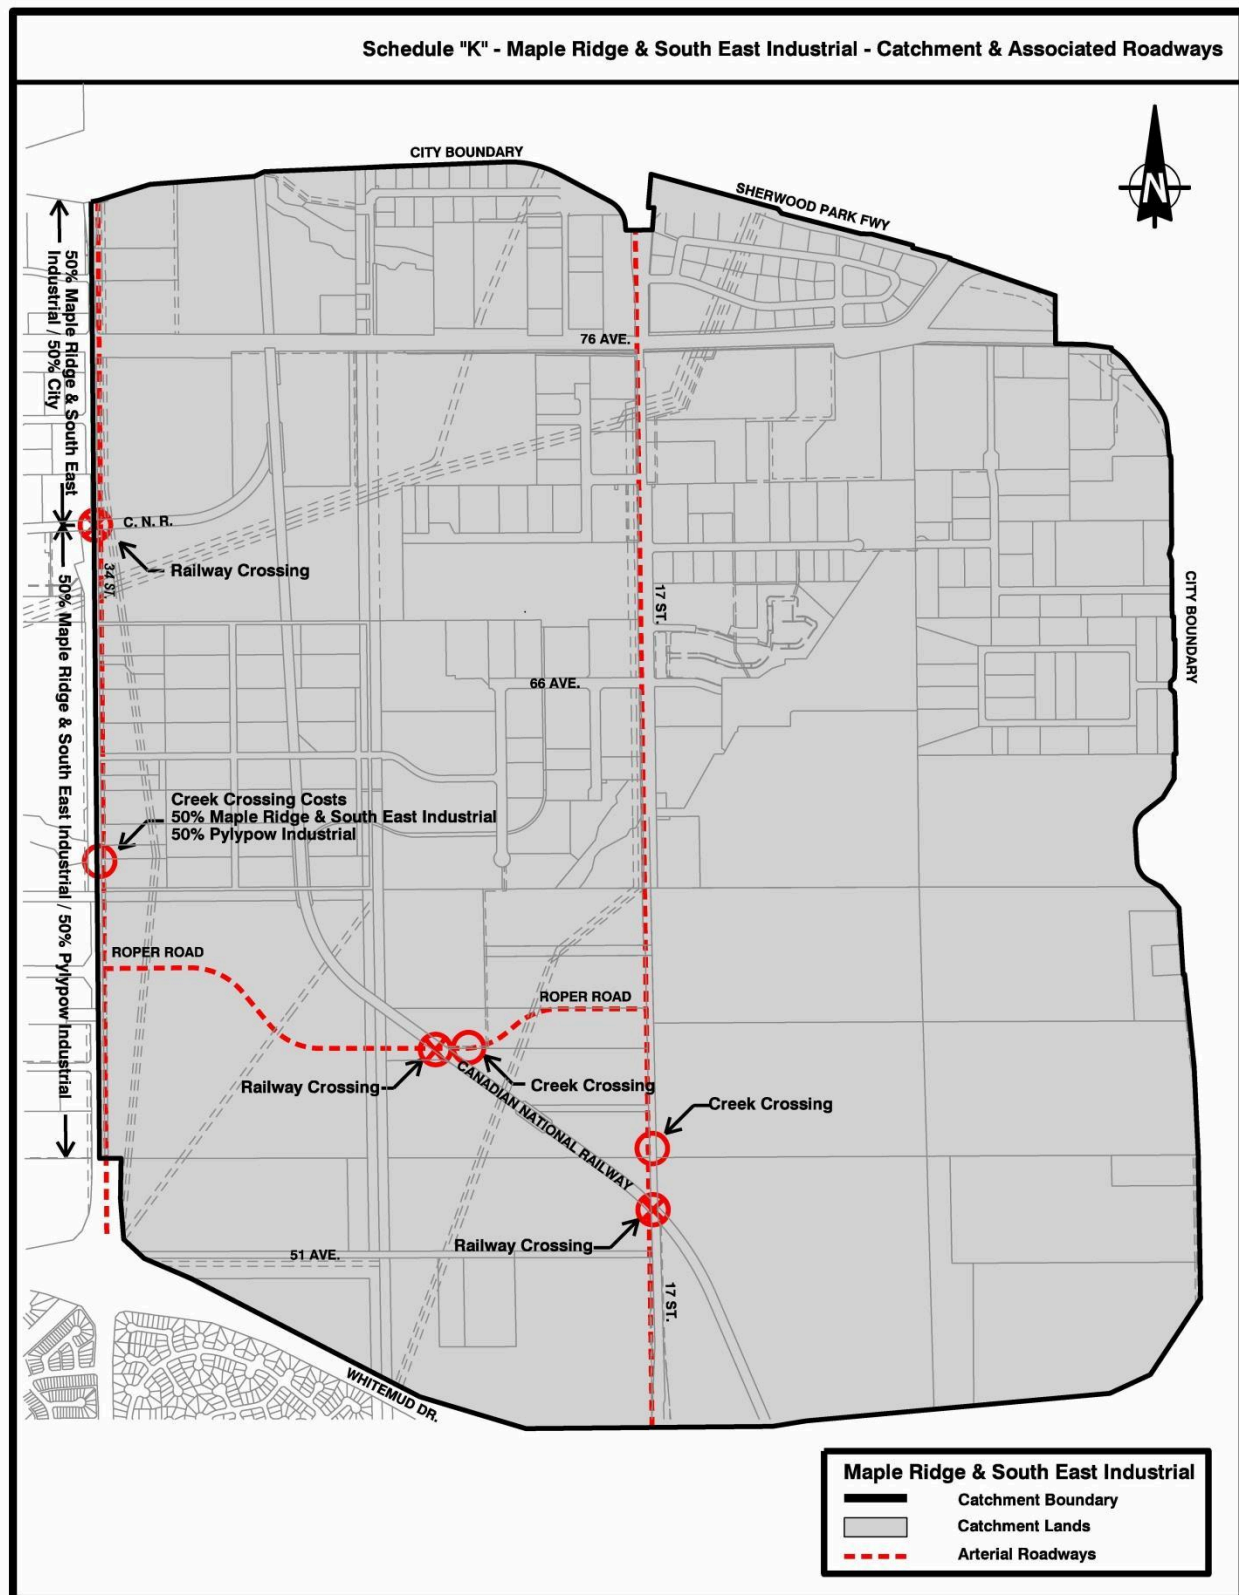 Schedule "K" - Maple Ridge & South East Industrial - Catchment & Associated Roadways
CITY BOUNDARY
SHERWOOD PARK FWY
N
50% Maple Ridge & South East
Industrial / 50% City
76 AVE.
C. N. R.
Railway Crossing
34 ST.
17 ST.
CITY BOUNDARY
66 AVE.
50% Maple Ridge & South East Industrial / 50% Pylypow Industrial
Creek Crossing Costs
50% Maple Ridge & South East Industrial
50% Pylypow Industrial
ROPER ROAD
ROPER ROAD
Railway Crossing
Creek Crossing
CANADIAN NATIONAL RAILWAY
Creek Crossing
Railway Crossing
51 AVE.
17 ST.
WHITEMUD DR.
Maple Ridge & South East Industrial
Catchment Boundary
Catchment Lands
Arterial Roadways